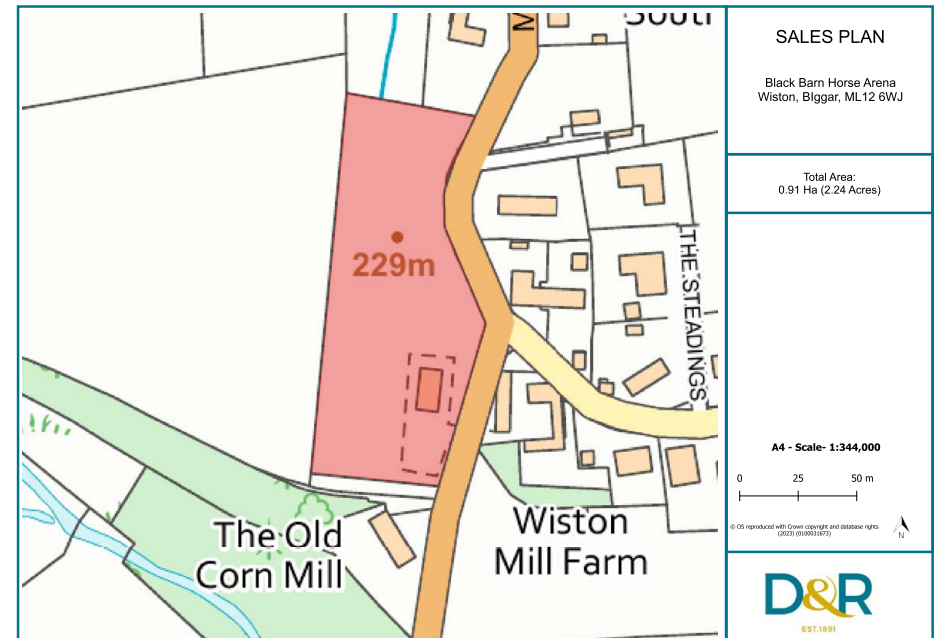 South
M
229m
THE STEADINGS
The Old
Corn Mill
Wiston
Mill Farm
SALES PLAN
Black Barn Horse Arena
Wiston, BIggar, ML12 6WJ
Total Area:
0.91 Ha (2.24 Acres)
A4 - Scale- 1:344,000
0 25 50 m
© OS reproduced with Crown copyright and database rights
(2023) (0100031673)
N
D&R
EST.1891